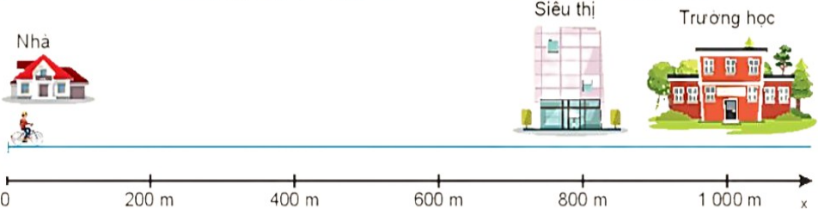 Siêu thị
Trường học
Nhà
0 200 m 400 m 600 m 800 m 1 000 m x